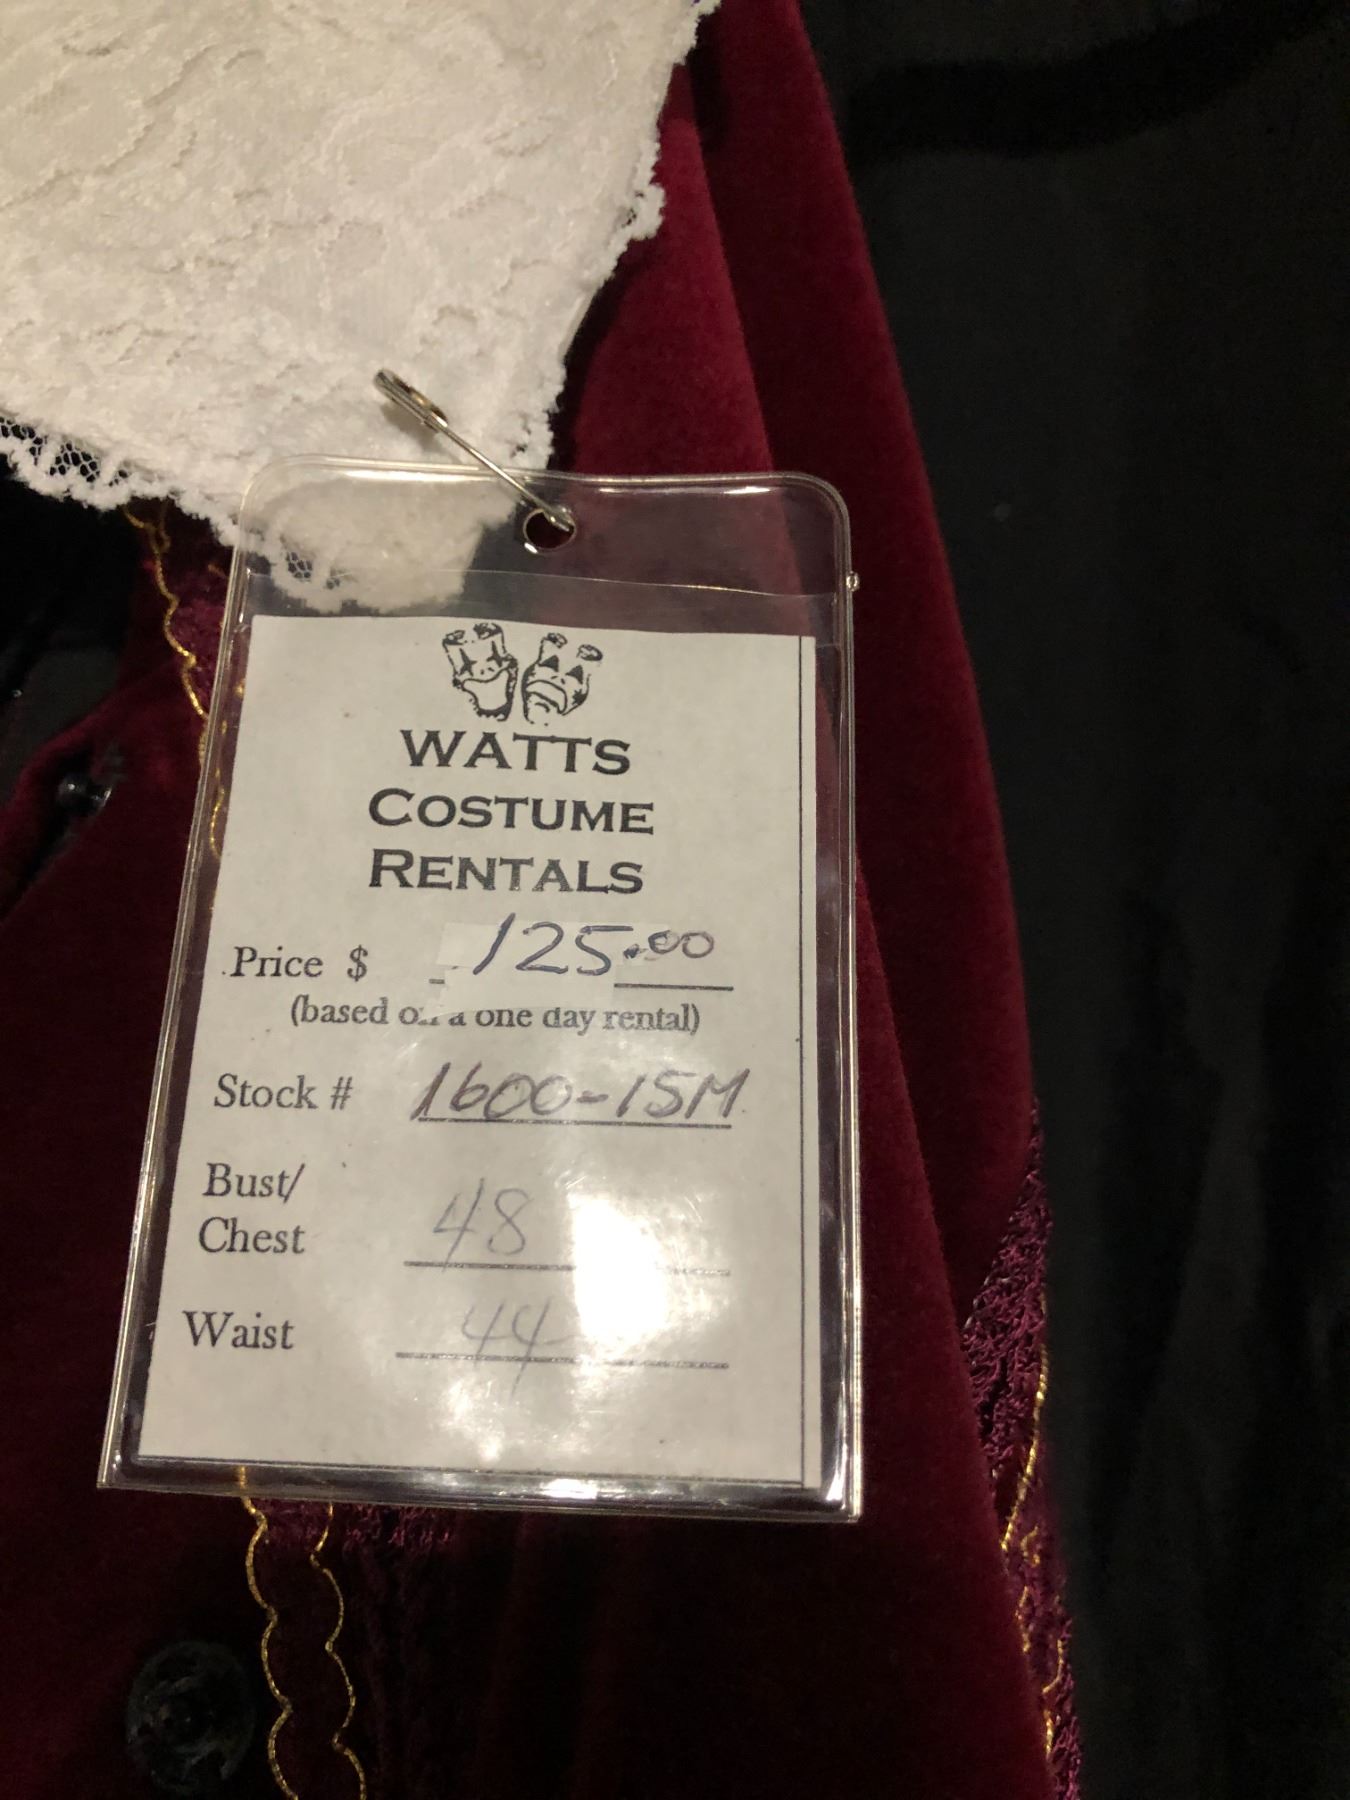 WATTS
COSTUME
RENTALS
Price $ 125.00
(based on a one day rental)
Stock # 1600-15M
Bust/
Chest 48
Waist 44